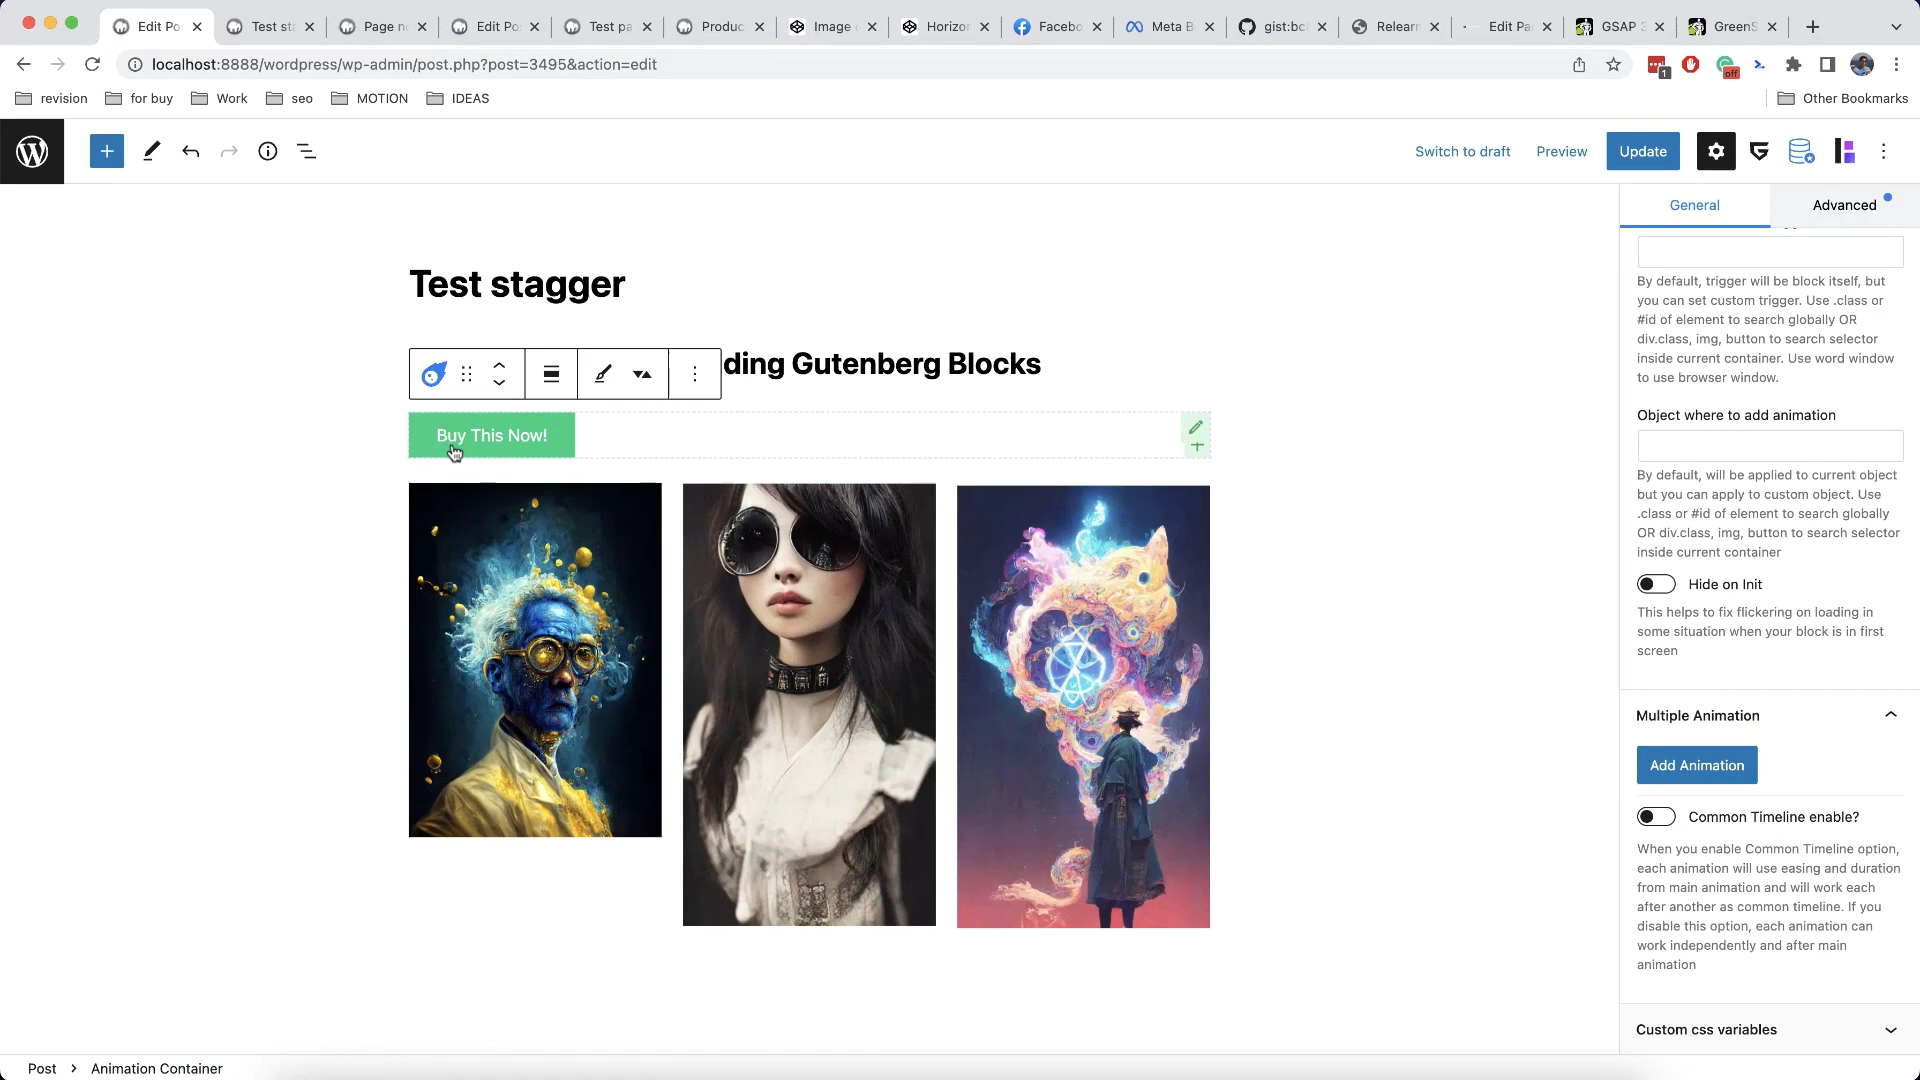 Edit Po
Test sta
Page no
Edit Po
Test pa
Produc
Image
Horizon
Facebo
Meta B
gist:bc
Relearn
Edit Pa
GSAP
GreenS
localhost:8888/wordpress/wp-admin/post.php?post=3495&action=edit
1
off
revision
for buy
Work
seo
MOTION
IDEAS
Other Bookmarks
Switch to draft
Preview
Update
General
Advanced
Test stagger
ding Gutenberg Blocks
Buy This Now!
By default, trigger will be block itself, but
you can set custom trigger. Use .class or
#id of element to search globally OR
div.class, img, button to search selector
inside current container. Use word window
to use browser window.
Object where to add animation
By default, will be applied to current object
but you can apply to custom object. Use
.class or #id of element to search globally
OR div.class, img, button to search selector
inside current container
Hide on Init
This helps to fix flickering on loading in
some situation when your block is in first
screen
Multiple Animation
Add Animation
Common Timeline enable?
When you enable Common Timeline option,
each animation will use easing and duration
from main animation and will work each
after another as common timeline. If you
disable this option, each animation can
work independently and after main
animation
Custom css variables
Post
Animation Container